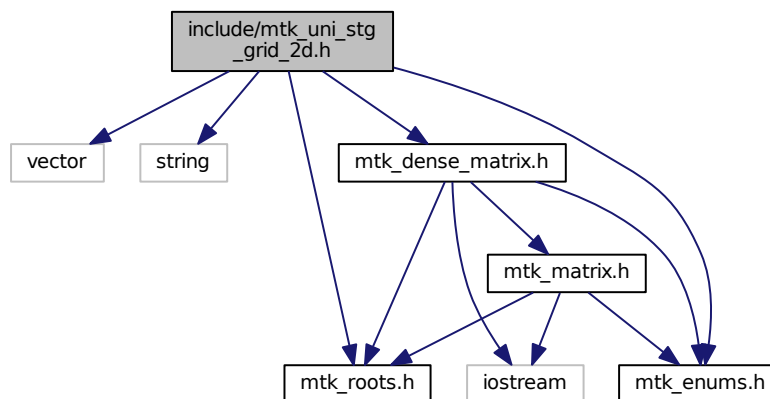 include/mtk_uni_stg
_grid_2d.h
vector
string
mtk_dense_matrix.h
mtk_matrix.h
mtk_roots.h
iostream
mtk_enums.h